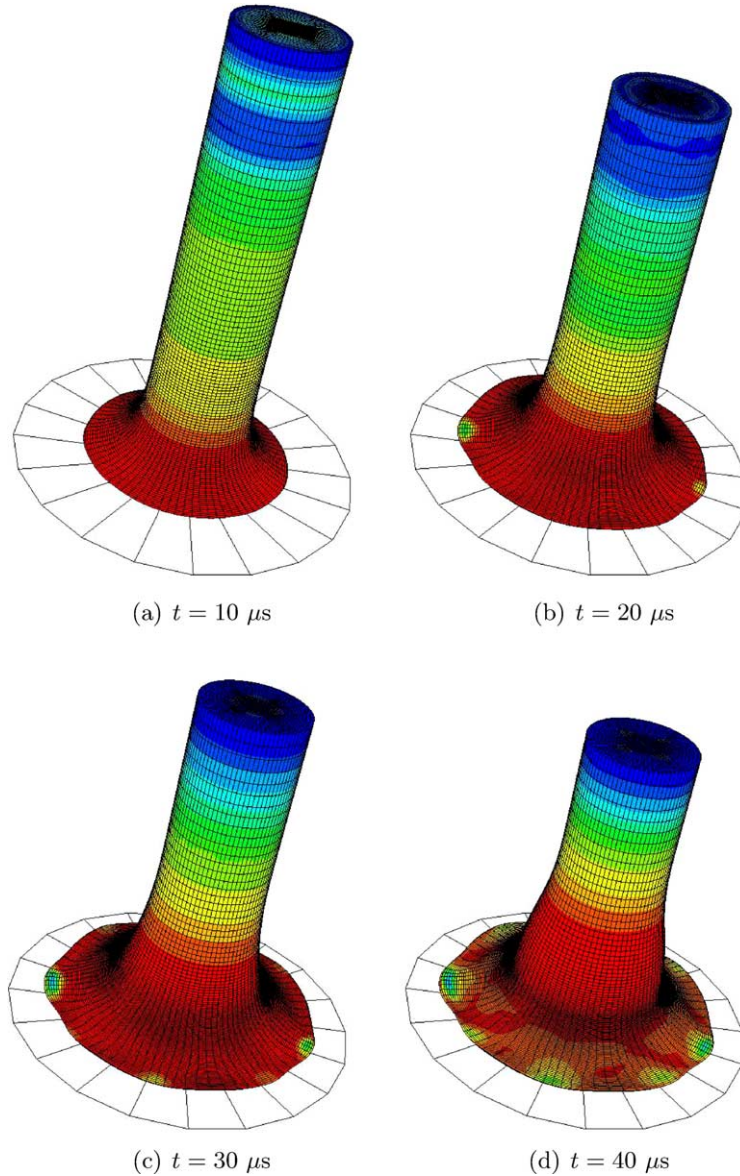 (a) t = 10 μs
(b) t = 20 μs
(c) t = 30 μs
(d) t = 40 μs